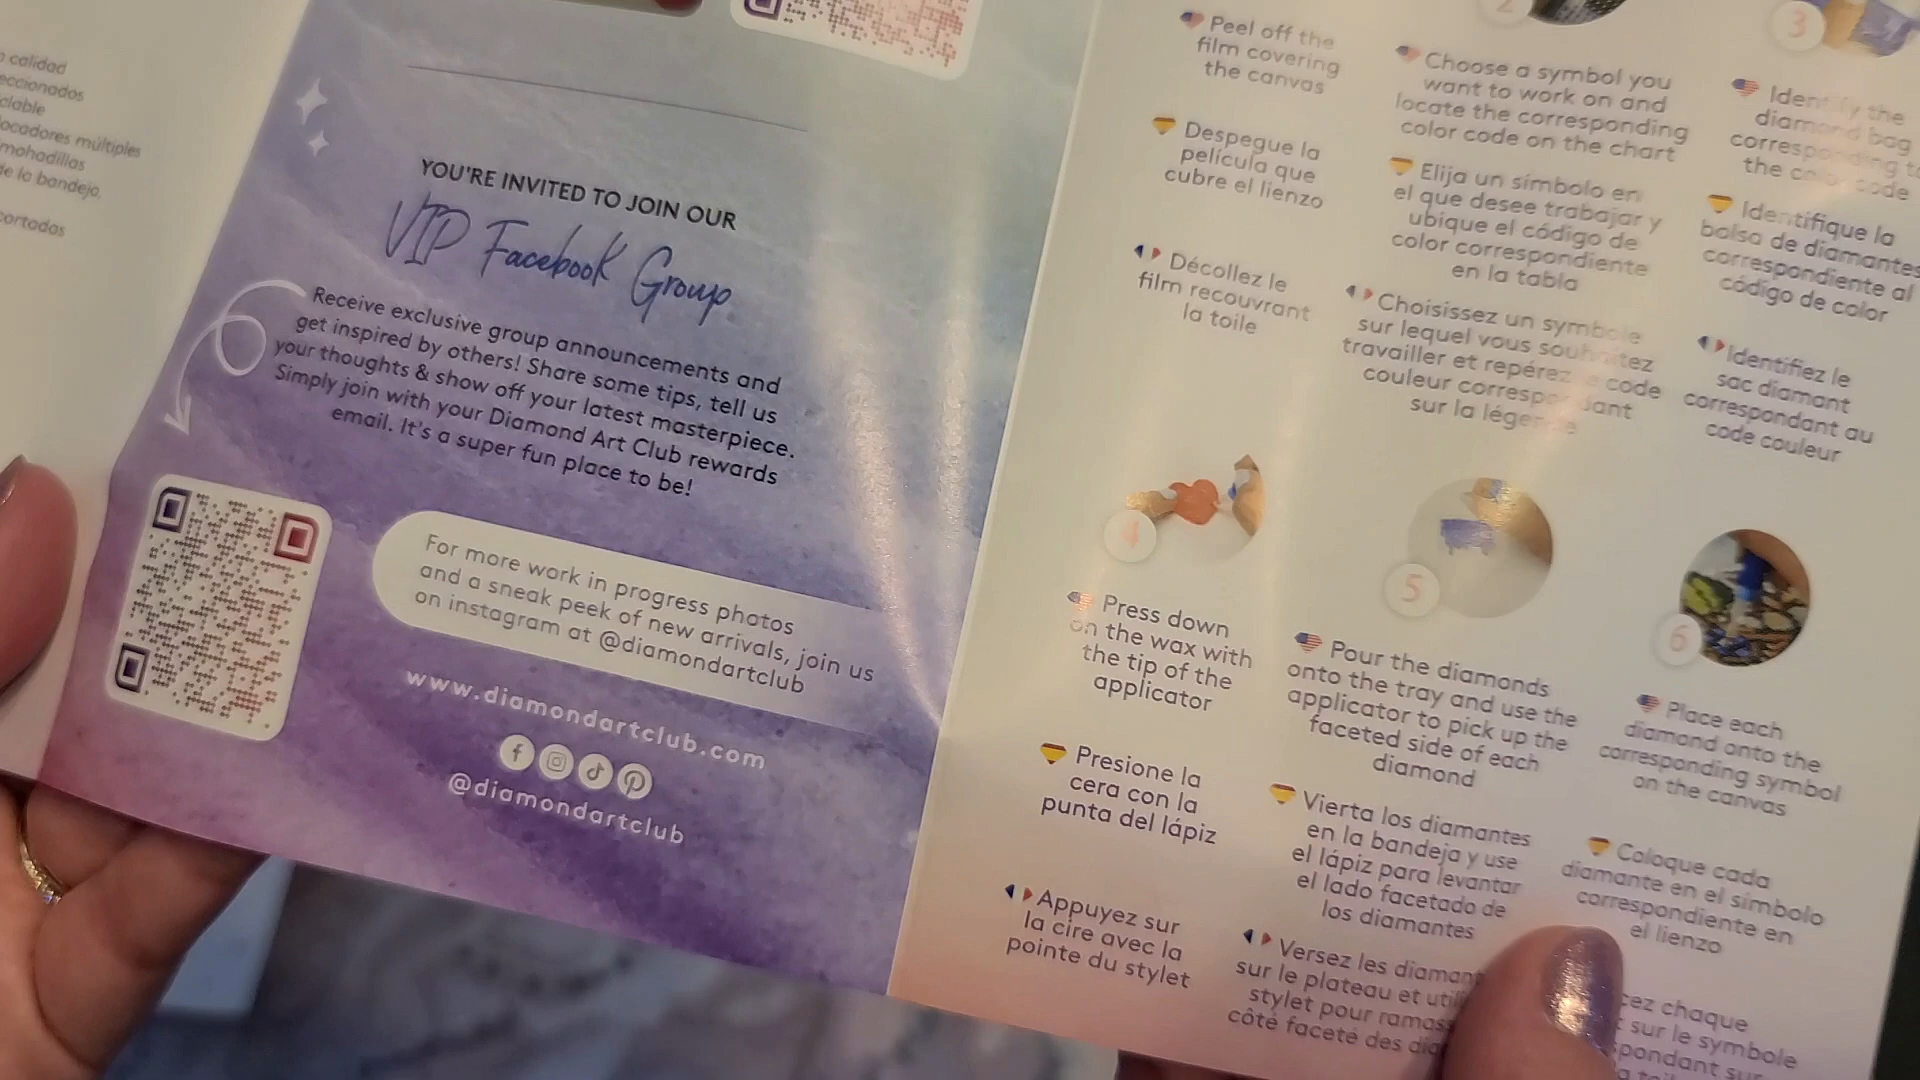 calidad
eccionados
clable
locadores múltiples
mohadillas
de la bandeja.
cortadas
YOU'RE INVITED TO JOIN OUR
VIP Facebook Group.
Receive exclusive group announcements and
get inspired by others! Share some tips, tell us
your thoughts & show off your latest masterpiece.
Simply join with your Diamond Art Club rewards
email. It's a super fun place to be!
For more work in progress photos
and a sneak peek of new arrivals, join us
on instagram at @diamondartclub
www.diamondartclub.com
@diamondartclub
Peel off the
film covering
the canvas
Despegue la
película que
cubre el lienzo
Décollez le
film recouvrant
la toile
2
Choose a symbol you
want to work on and
locate the corresponding
color code on the chart
Elija un símbolo en
el que desee trabajar y
ubique el código de
color correspondiente
en la tabla
Choisissez un symbole
sur lequel vous souhaitez
travailler et repérez le code
couleur correspondant
sur la légende
3
Identify the
diamond bag
corresponding to
the color code
Identifique la
bolsa de diamantes
correspondiente al
código de color
Identifiez le
sac diamant
correspondant au
code couleur
4
Press down
on the wax with
the tip of the
applicator
Presione la
cera con la
punta del lápiz
Appuyez sur
la cire avec la
pointe du stylet
5
Pour the diamonds
onto the tray and use the
applicator to pick up the
faceted side of each
diamond
Vierta los diamantes
en la bandeja y use
el lápiz para levantar
el lado facetado de
los diamantes
Versez les diamant
sur le plateau et util
stylet pour ramass
côté faceté des dia
6
Place each
diamond onto the
corresponding symbol
on the canvas
Coloque cada
diamante en el símbolo
correspondiente en
el lienzo
cez chaque
sur le symbole
spondant sur